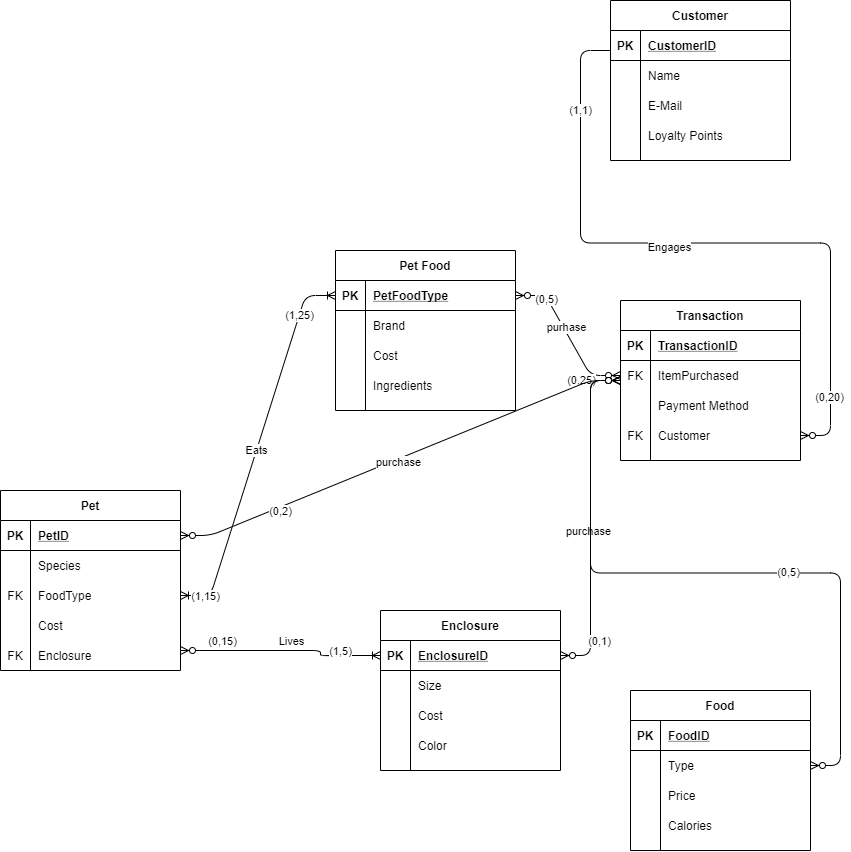 Customer
PK CustomerID
Name
E-Mail
Loyalty Points
(1,1)
Engages
Pet Food
PK PetFoodType
Brand
Cost
Ingredients
(0,5)
purhase
(1,25)
(0,25)
Transaction
PK TransactionID
FK ItemPurchased
Payment Method
FK Customer
(0,20)
Eats
purchase
(0,2)
Pet
PK PetID
Species
FK FoodType
Cost
FK Enclosure
(1,15)
(0,15)
Lives
(1,5)
purchase
(0,5)
(0,1)
Enclosure
PK EnclosureID
Size
Cost
Color
Food
PK FoodID
Type
Price
Calories